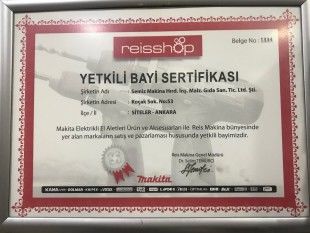 reisshop
Belge No : 1334
YETKİLİ BAYİ SERTİFİKASI
Şirketin Adı : Semiz Makina Hırd. İnş. Malz. Gıda San. Tic. Ltd. Şti.
Şirketin Adresi : Koçak Sok. No:53
İlçe / İl : SİTELER - ANKARA
Makita Elektrikli El Aletleri Ürün ve Aksesuarları ile. Reis Makina bünyesinde
yer alan markaların satış ve pazarlaması hususunda yetkili bayimizdir.
Reis Makina Genel Müdürü
makita